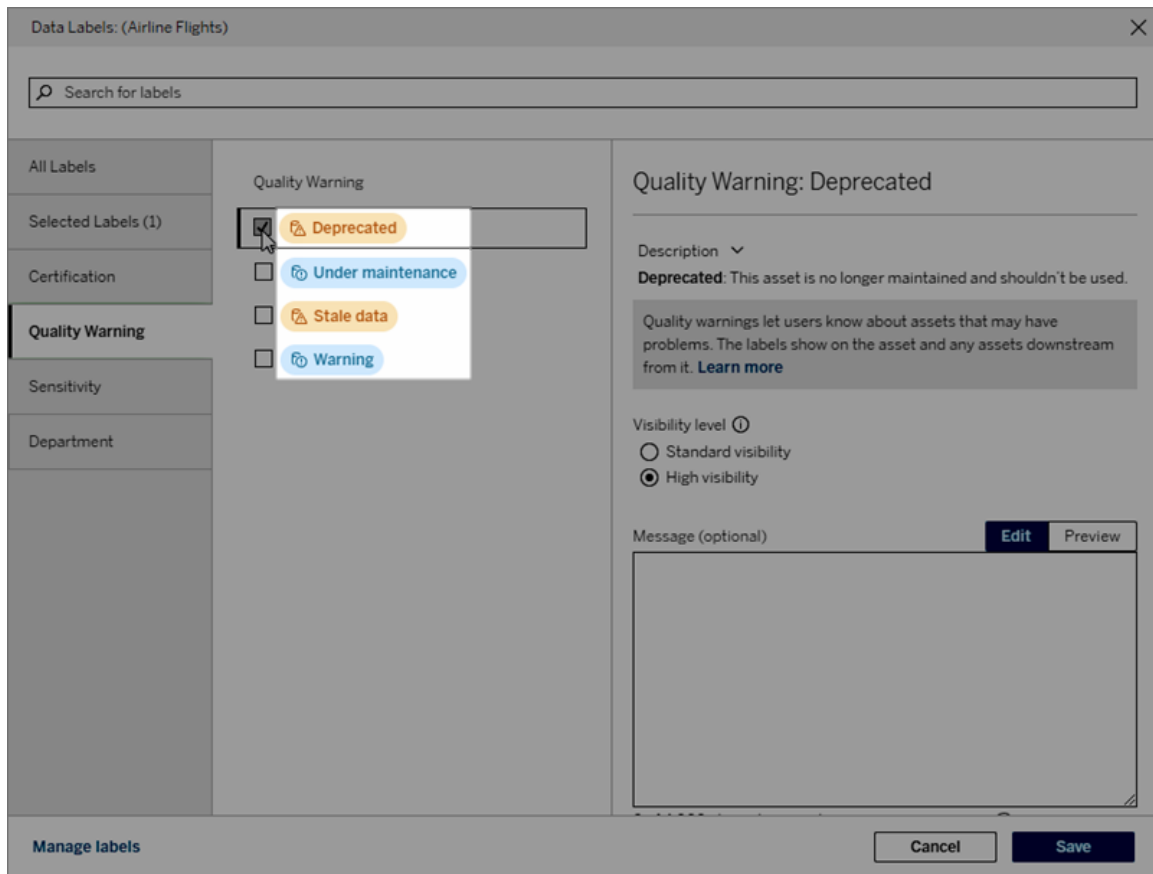 Data Labels: (Airline Flights)
Search for labels
All Labels
Selected Labels (1)
Certification
Quality Warning
Sensitivity
Department
Quality Warning
Deprecated
Under maintenance
Stale data
Warning
Quality Warning: Deprecated
Description
Deprecated: This asset is no longer maintained and shouldn't be used.
Quality warnings let users know about assets that may have
problems. The labels show on the asset and any assets downstream
from it. Learn more
Visibility level
Standard visibility
High visibility
Message (optional)
Edit
Preview
Manage labels
Cancel
Save